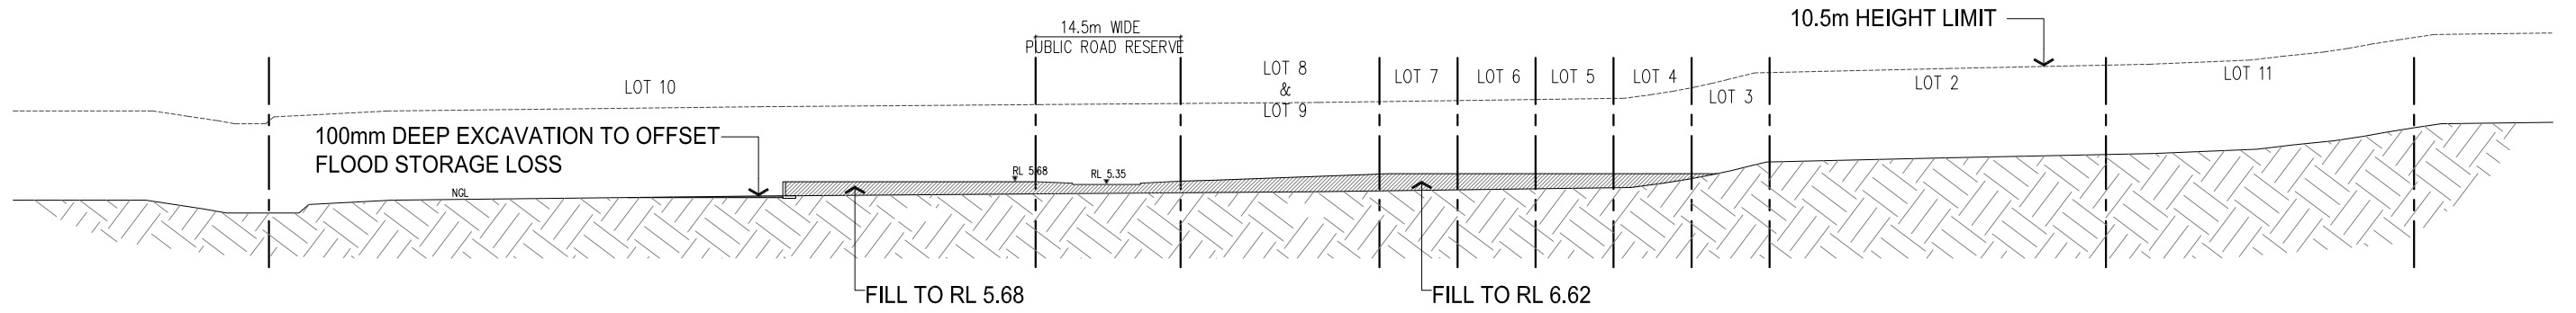 10.5m HEIGHT LIMIT
14.5m WIDE
PUBLIC ROAD RESERVE
LOT 10
LOT 8
&
LOT 9
LOT 7
LOT 6
LOT 5
LOT 4
LOT 3
LOT 2
LOT 11
100mm DEEP EXCAVATION TO OFFSET
FLOOD STORAGE LOSS
NGL
RL 5.68
RL 5.35
FILL TO RL 5.68
FILL TO RL 6.62